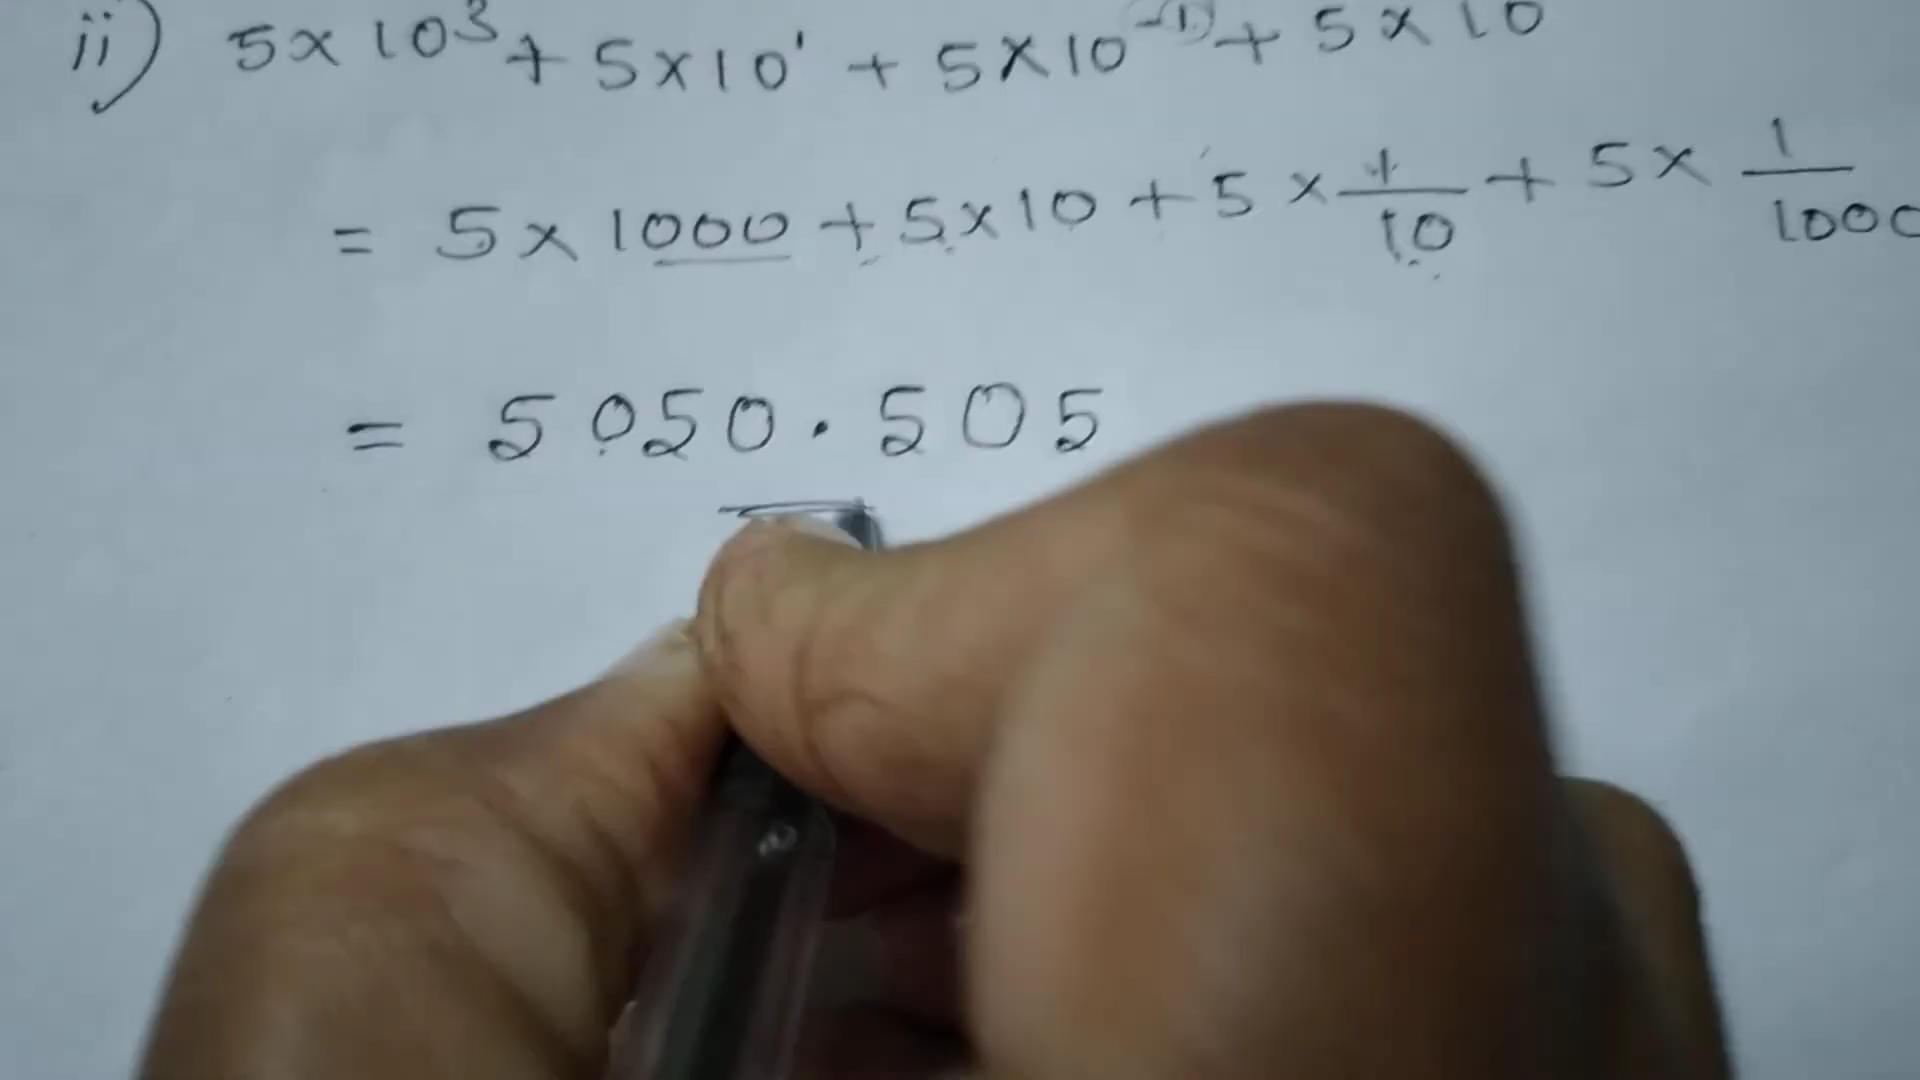 ii) 5×10³ + 5×10¹ + 5×10⁻¹ + 5×10
= 5×1000 + 5×10 + 5×1/10 + 5×1/1000
= 5050.505